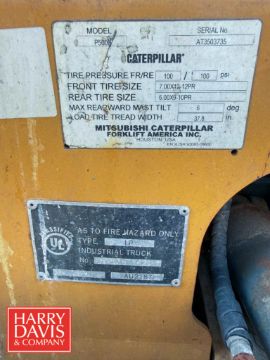 MODEL SERIAL No.
P5000 AT3503735
CATERPILLAR
TIRE PRESSURE FR/RE 100 / 100 psi
FRONT TIRE SIZE 7.00X12-12PR
REAR TIRE SIZE 6.00X9-10PR
MAX REARWARD MAST TILT 6 deg
LOAD TIRE TREAD WIDTH 37.8 in
MITSUBISHI CATERPILLAR
FORKLIFT AMERICA INC.
HOUSTON USA
CLASSIFIED
UL
AS TO FIRE HAZARD ONLY
TYPE LP
INDUSTRIAL TRUCK
No.
HARRY
DAVIS
& COMPANY